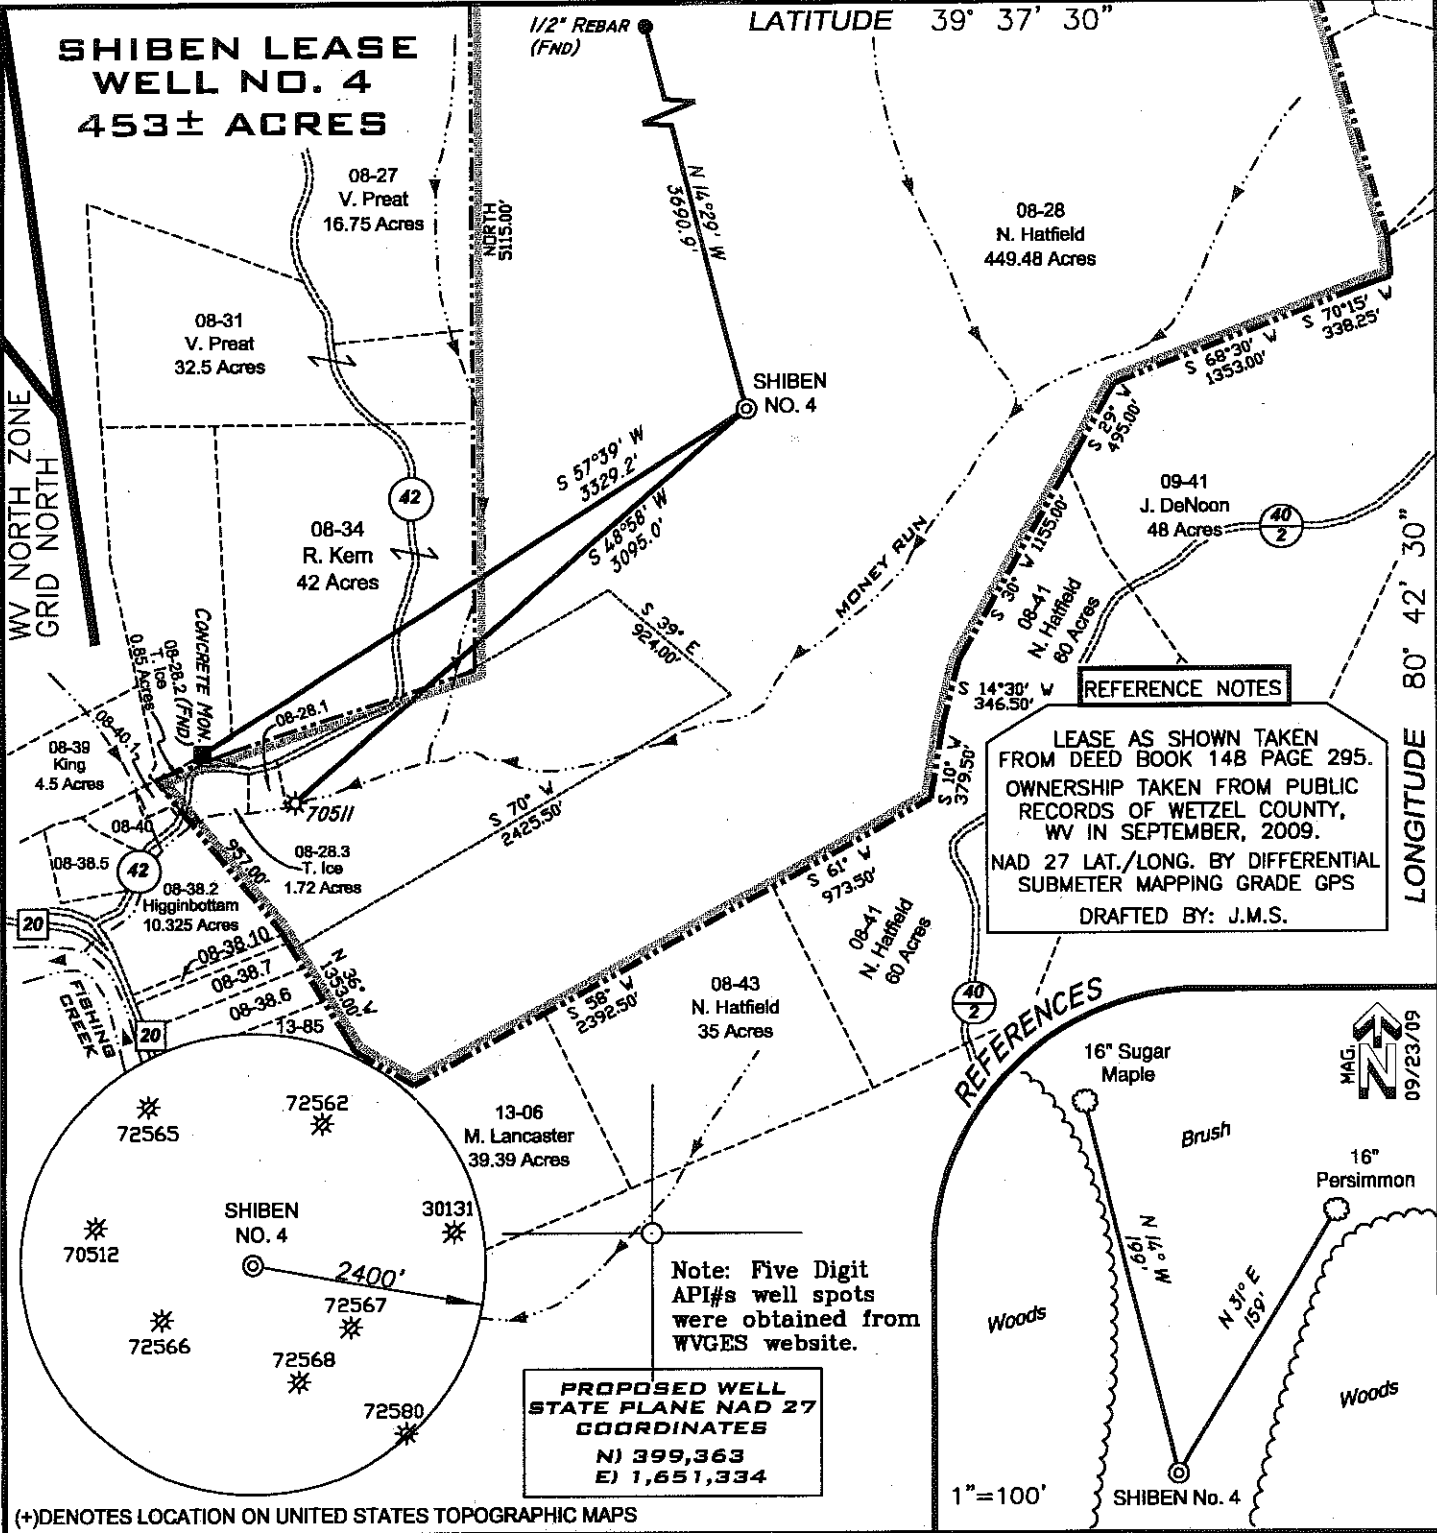 SHIBEN LEASE
WELL NO. 4
453± ACRES
1/2" REBAR
(FND)
LATITUDE 39° 37' 30"
08-27
V. Preat
16.75 Acres
NORTH
5115.00'
N 14°29' W
3690.9'
08-28
N. Hatfield
449.48 Acres
08-31
V. Preat
32.5 Acres
S 70°15' W
338.25'
S 68°30' W
1353.00'
SHIBEN
NO. 4
S 29° W
495.00'
WV NORTH ZONE
GRID NORTH
S 57°39' W
3329.2'
S 48°58' W
3095.0'
42
08-34
R. Kern
42 Acres
09-41
J. DeNoon
48 Acres
40
2
S 30° W 1155.00'
MONEY RUN
08-41
N. Hatfield
60 Acres
LONGITUDE 80° 42' 30"
S 39° E
924.00'
CONCRETE MON.
(FND)
08-28.2
T. Ice
0.85 Acres
08-28.1
08-40.1
08-39
King
4.5 Acres
S 14°30' W
346.50'
S 10° W
379.50'
REFERENCE NOTES
LEASE AS SHOWN TAKEN
FROM DEED BOOK 148 PAGE 295.
OWNERSHIP TAKEN FROM PUBLIC
RECORDS OF WETZEL COUNTY,
WV IN SEPTEMBER, 2009.
NAD 27 LAT./LONG. BY DIFFERENTIAL
SUBMETER MAPPING GRADE GPS
DRAFTED BY: J.M.S.
70511
S 70° W
2425.50'
08-40
08-38.5
42
957.00'
08-28.3
T. Ice
1.72 Acres
08-38.2
Higginbottam
10.325 Acres
20
S 61° W
973.50'
08-41
N. Hatfield
60 Acres
08-38.10
08-38.7
08-38.6
13-85
N 36° W
1353.00'
FISHING
CREEK
20
S 58° W
2392.50'
08-43
N. Hatfield
35 Acres
40
2
REFERENCES
16" Sugar
Maple
MAG.
N
09/23/09
Brush
16"
Persimmon
72565
72562
13-06
M. Lancaster
39.39 Acres
SHIBEN
NO. 4
30131
70512
2400'
72567
72566
72568
72580
Note: Five Digit
API#s well spots
were obtained from
WVGES website.
N 14° W
199'
N 31° E
159'
Woods
Woods
PROPOSED WELL
STATE PLANE NAD 27
COORDINATES
N) 399,363
E) 1,651,334
1"=100'
SHIBEN No. 4
(+)DENOTES LOCATION ON UNITED STATES TOPOGRAPHIC MAPS